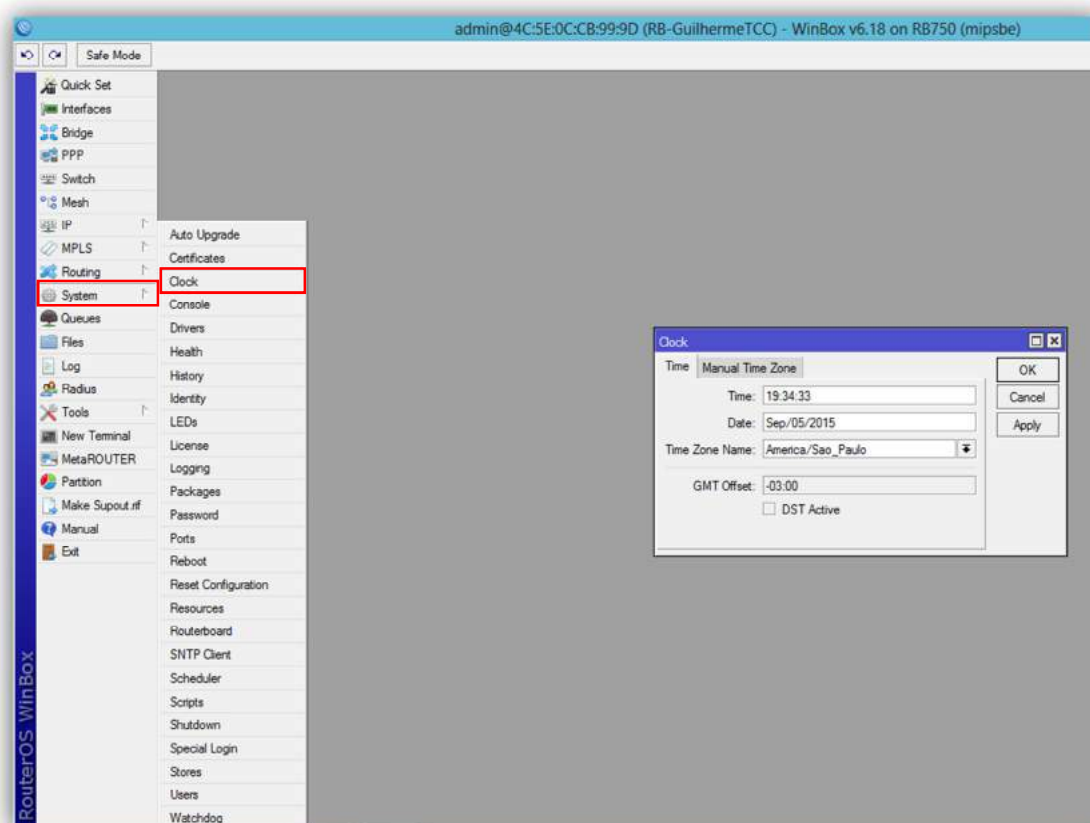 admin@4C:5E:0C:CB:99:9D (RB-GuilhermeTCC) - WinBox v6.18 on RB750 (mipsbe)
Safe Mode
Quick Set
Interfaces
Bridge
PPP
Switch
Mesh
IP
MPLS
Routing
System
Queues
Files
Log
Radius
Tools
New Terminal
MetaROUTER
Partition
Make Supout.rif
Manual
Exit
RouterOS WinBox
Auto Upgrade
Certificates
Clock
Console
Drivers
Health
History
Identity
LEDs
License
Logging
Packages
Password
Ports
Reboot
Reset Configuration
Resources
Routerboard
SNTP Client
Scheduler
Scripts
Shutdown
Special Login
Stores
Users
Watchdog
Clock
Time Manual Time Zone
Time: 19:34:33
Date: Sep/05/2015
Time Zone Name: America/Sao_Paulo
GMT Offset: -03:00
DST Active
OK
Cancel
Apply